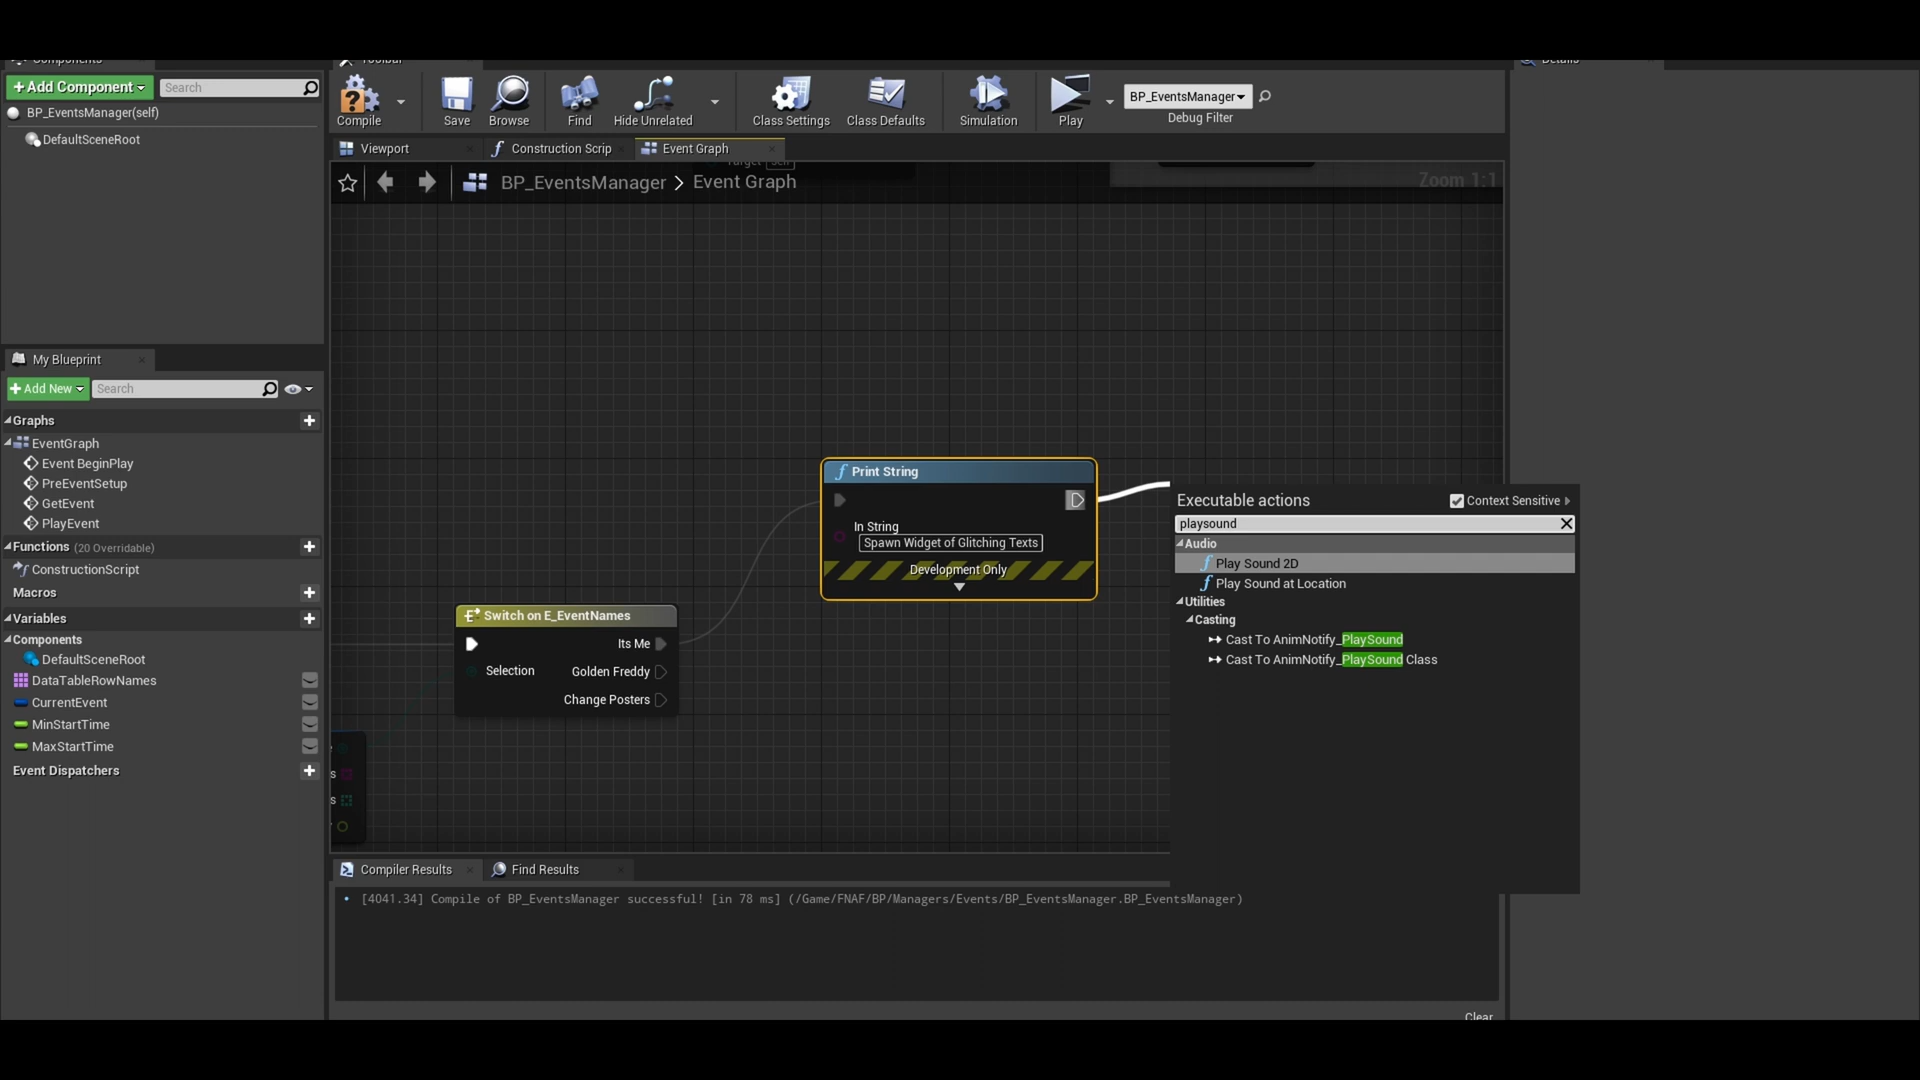 Components
Toolbar
Details
Add Component
Search
BP_EventsManager(self)
DefaultSceneRoot
Compile
Save
Browse
Find
Hide Unrelated
Class Settings
Class Defaults
Simulation
Play
BP_EventsManager
Debug Filter
Viewport
Construction Scrip
Event Graph
Target self
BP_EventsManager > Event Graph
Zoom 1:1
My Blueprint
Add New
Search
Graphs
EventGraph
Event BeginPlay
PreEventSetup
GetEvent
PlayEvent
Functions (20 Overridable)
ConstructionScript
Macros
Variables
Components
DefaultSceneRoot
DataTableRowNames
CurrentEvent
MinStartTime
MaxStartTime
Event Dispatchers
Print String
In String
Spawn Widget of Glitching Texts
Development Only
Switch on E_EventNames
Its Me
Selection
Golden Freddy
Change Posters
s
s
Executable actions
Context Sensitive
playsound
Audio
Play Sound 2D
Play Sound at Location
Utilities
Casting
Cast To AnimNotify_PlaySound
Cast To AnimNotify_PlaySound Class
Compiler Results
Find Results
[4041.34] Compile of BP_EventsManager successful! [in 78 ms] (/Game/FNAF/BP/Managers/Events/BP_EventsManager.BP_EventsManager)
Clear